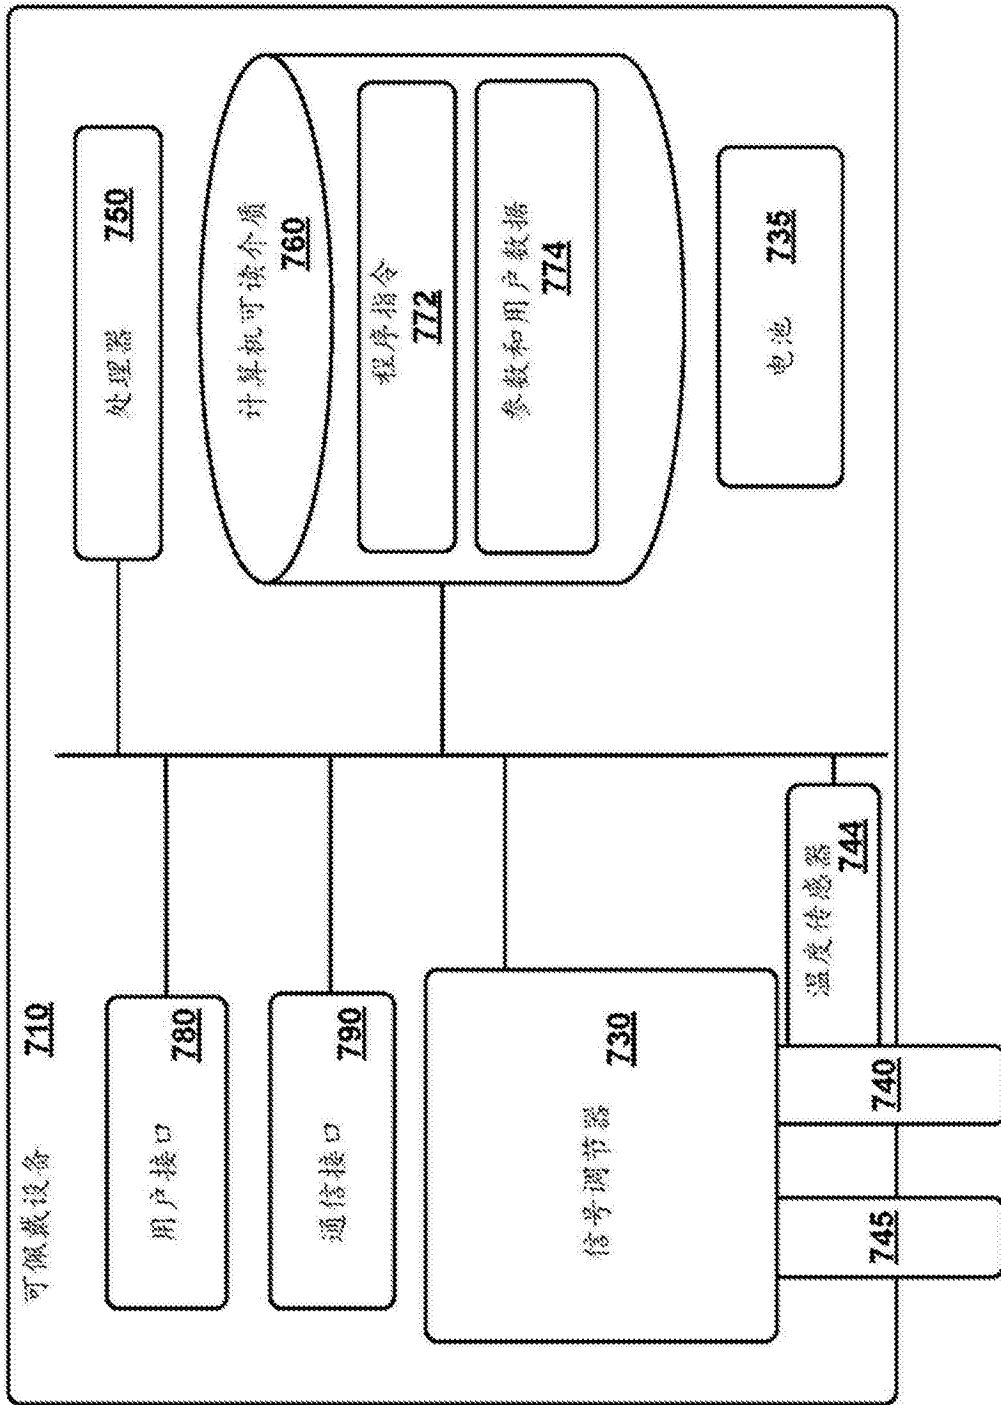 可佩戴设备 710
用户接口 780
通信接口 790
信号调节器 730
745
740
温度传感器
744
处理器 750
计算机可读介质
760
程序指令
772
参数和用户数据
774
电池 735